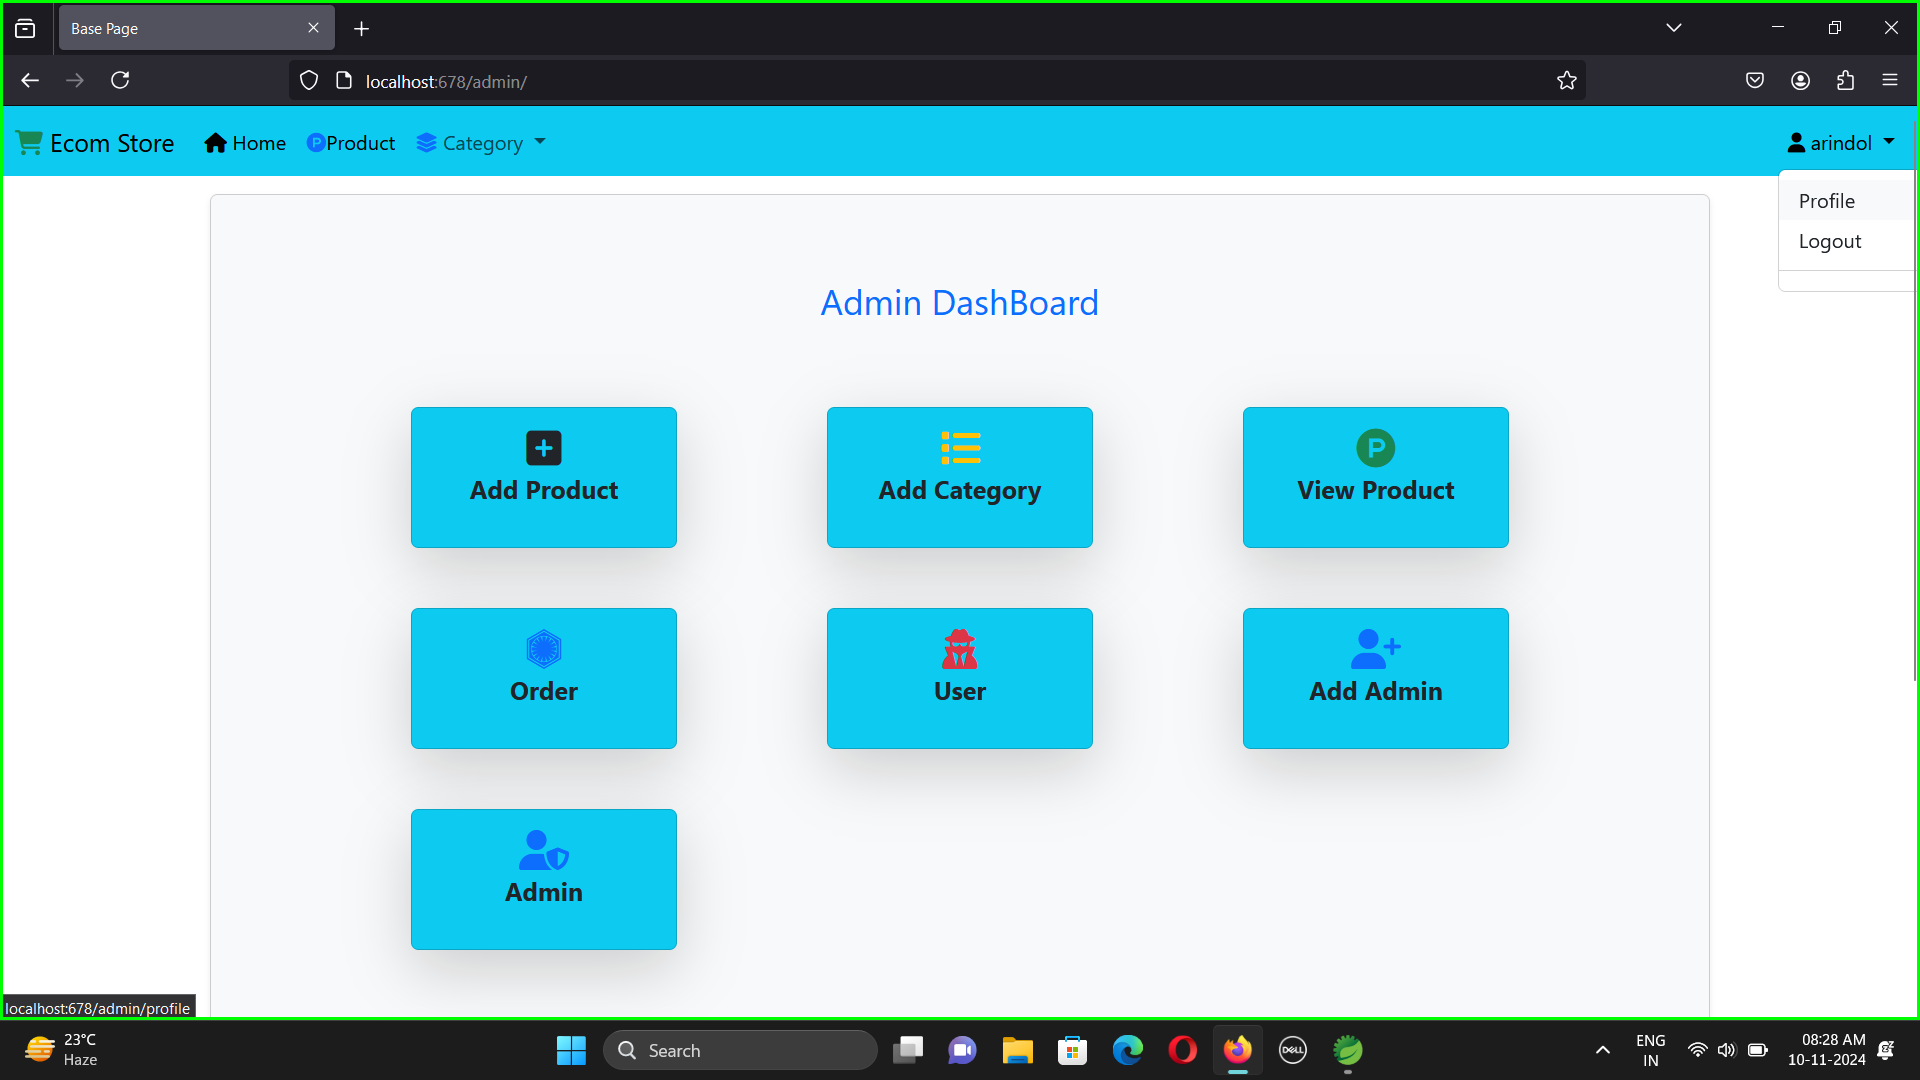 Base Page
localhost:678/admin/
Ecom Store
Home
Product
Category
arindol
Profile
Logout
Admin DashBoard
Add Product
Add Category
View Product
Order
User
Add Admin
Admin
localhost:678/admin/profile
23°C
Haze
Search
DELL
ENG
IN
08:28 AM
10-11-2024